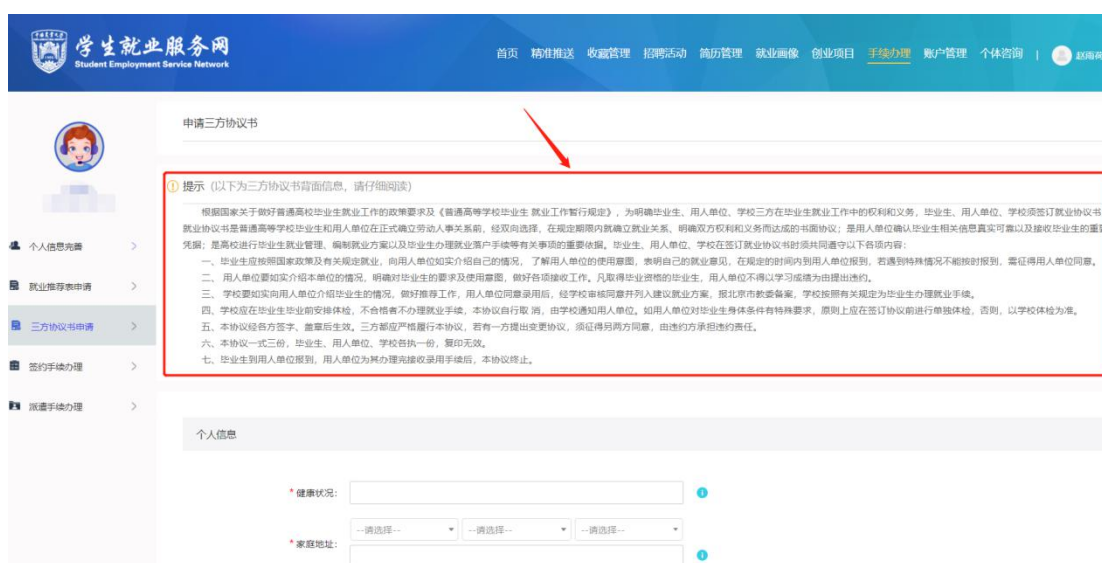 学生就业服务网
Student Employment Service Network
首页 精准推送 收藏管理 招聘活动 简历管理 就业画像 创业项目 手续办理 账户管理 个体咨询 |
申请三方协议书
提示（以下为三方协议书背面信息，请仔细阅读）
根据国家关于做好普通高校毕业生就业工作的政策要求及《普通高等学校毕业生 就业工作暂行规定》，为明确毕业生、用人单位、学校三方在毕业生就业工作中的权利和义务，毕业生、用人单位、学校须签订就业协议书
就业协议书是普通高等学校毕业生和用人单位在正式确立劳动人事关系前，经双向选择，在规定期限内就确立就业关系、明确双方权利和义务而达成的书面协议；是用人单位确认毕业生相关信息真实可靠以及接收毕业生的重要
凭据；是高校进行毕业生就业管理、编制就业方案以及毕业生办理就业落户手续等有关事项的重要依据。毕业生、用人单位、学校在签订就业协议书时须共同遵守以下各项内容：
一、毕业生应按照国家政策及有关规定就业，向用人单位如实介绍自己的情况，了解用人单位的使用意图，表明自己的就业意见，在规定的时间内到用人单位报到，若遇到特殊情况不能按时报到，需征得用人单位同意。
二、 用人单位要如实介绍本单位的情况，明确对毕业生的要求及使用意图，做好各项接收工作。凡取得毕业资格的毕业生，用人单位不得以学习成绩为由提出违约。
三、 学校要如实向用人单位介绍毕业生的情况，做好推荐工作，用人单位同意录用后，经学校审核同意并列入建议就业方案，报北京市教委备案，学校按照有关规定为毕业生办理就业手续。
四、学校应在毕业生毕业前安排体检，不合格者不办理就业手续，本协议自行取 消，由学校通知用人单位。如用人单位对毕业生身体条件有特殊要求，原则上应在签订协议前进行单独体检，否则，以学校体检为准。
五、本协议经各方签字、盖章后生效。三方都应严格履行本协议，若有一方提出变更协议，须征得另两方同意，由违约方承担违约责任。
六、本协议一式三份，毕业生、用人单位、学校各执一份，复印无效。
七、毕业生到用人单位报到，用人单位为其办理完接收录用手续后，本协议终止。
个人信息完善
就业推荐表申请
三方协议书申请
签约手续办理
派遣手续办理
个人信息
*健康状况：
--请选择-- --请选择-- --请选择--
*家庭地址：